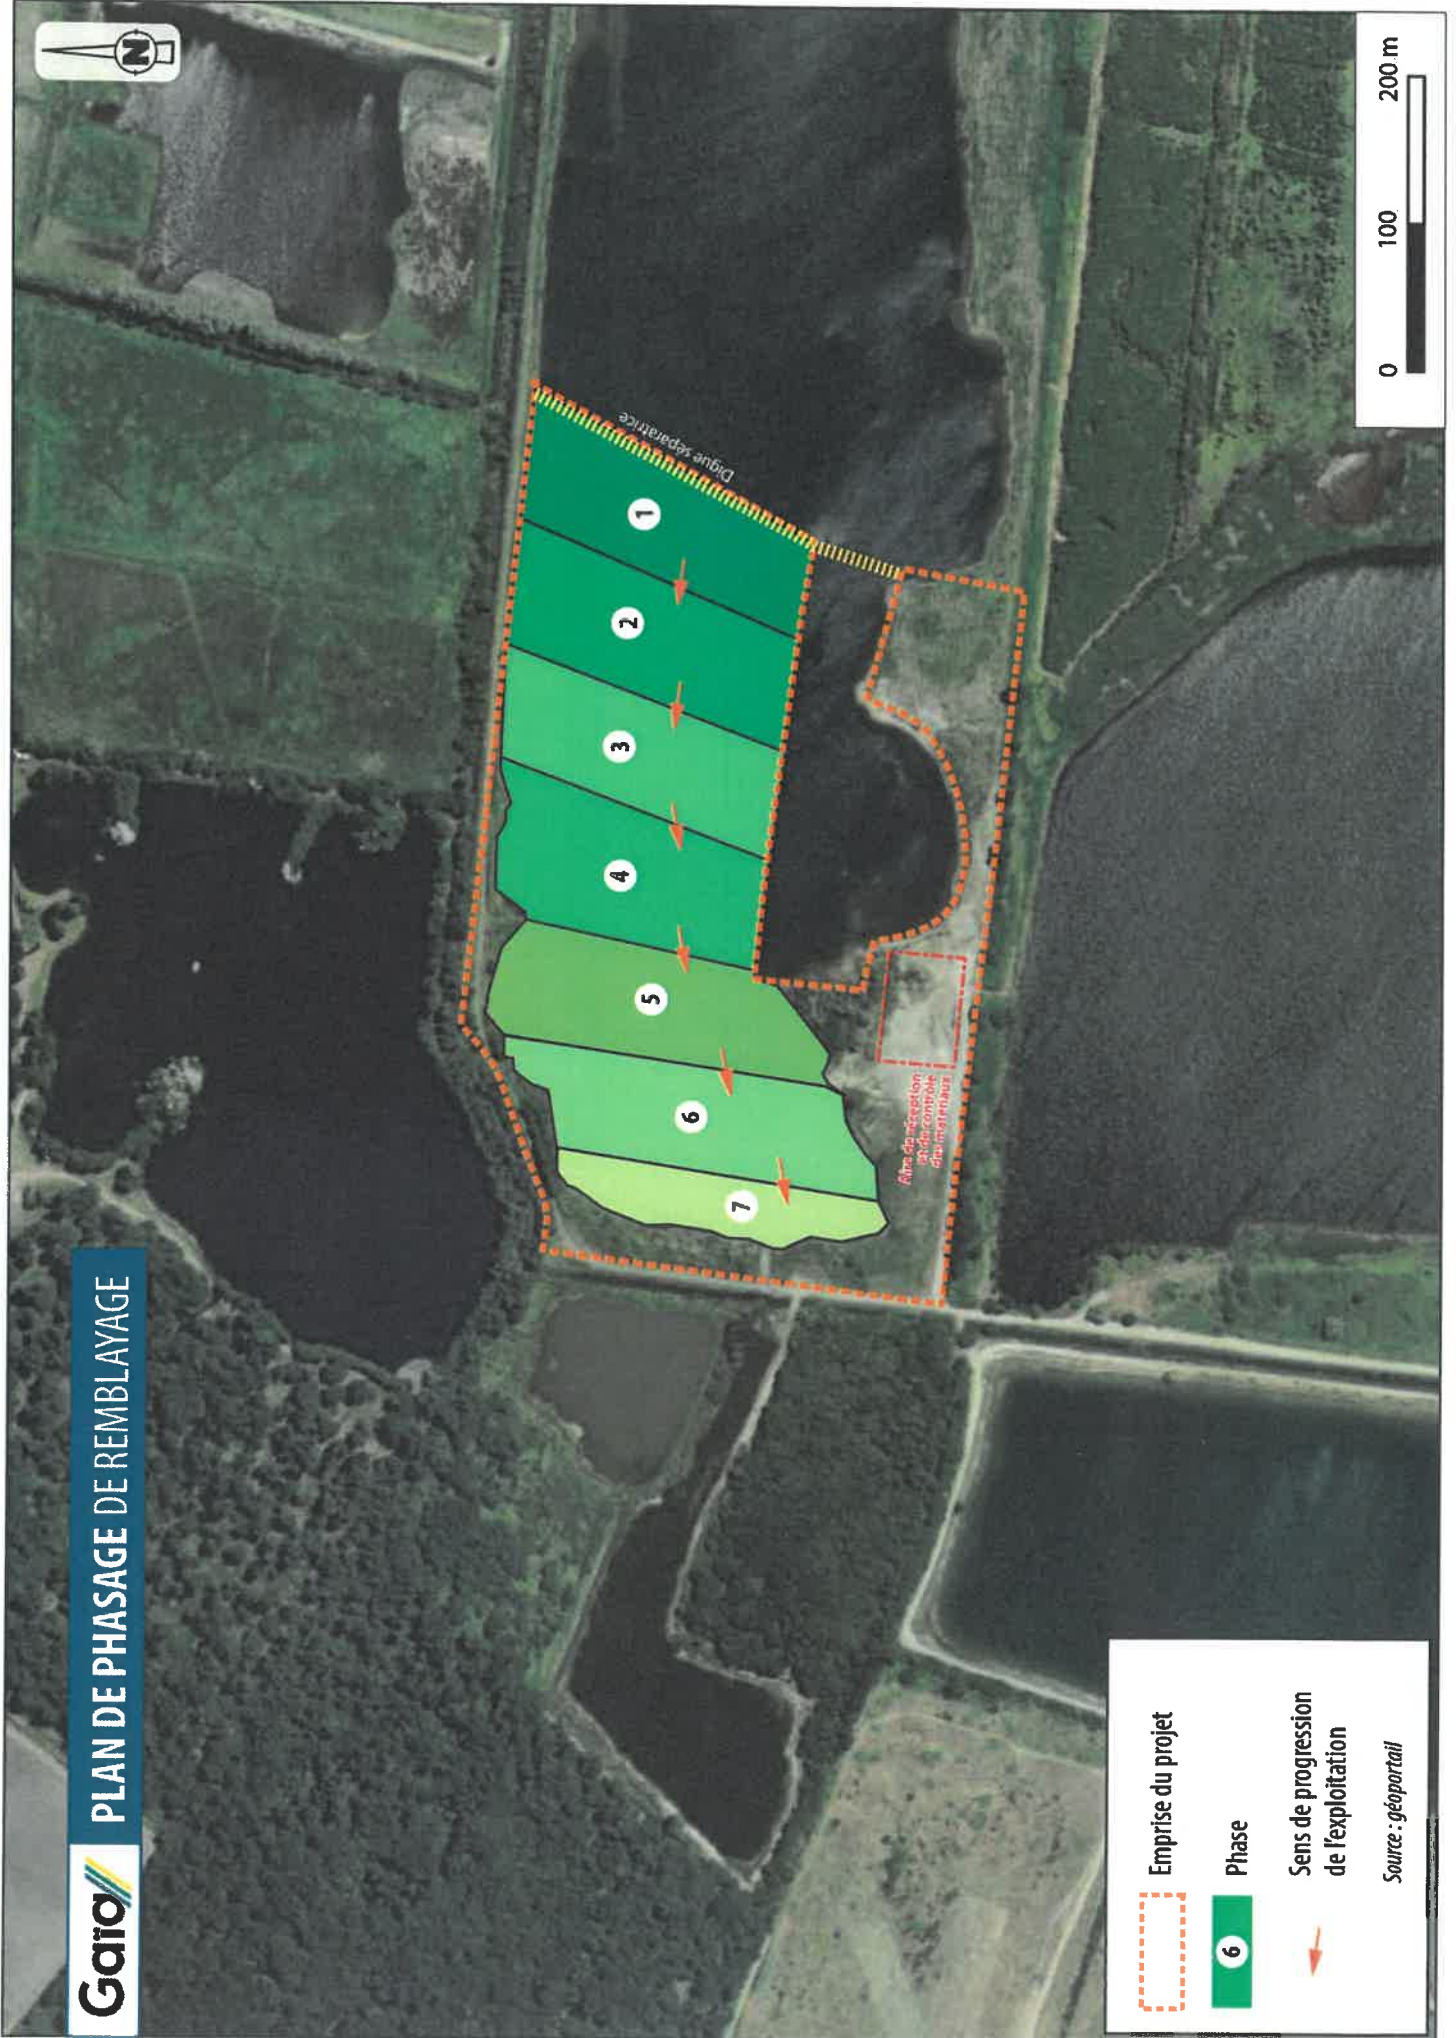 Gaïa
PLAN DE PHASAGE DE REMBLAYAGE
N
Digue séparatrice
1
2
3
4
5
6
7
Aire de réception
et de contrôle
des matériaux
Emprise du projet
6
Phase
Sens de progression
de l'exploitation
Source : géoportail
0 100 200 m